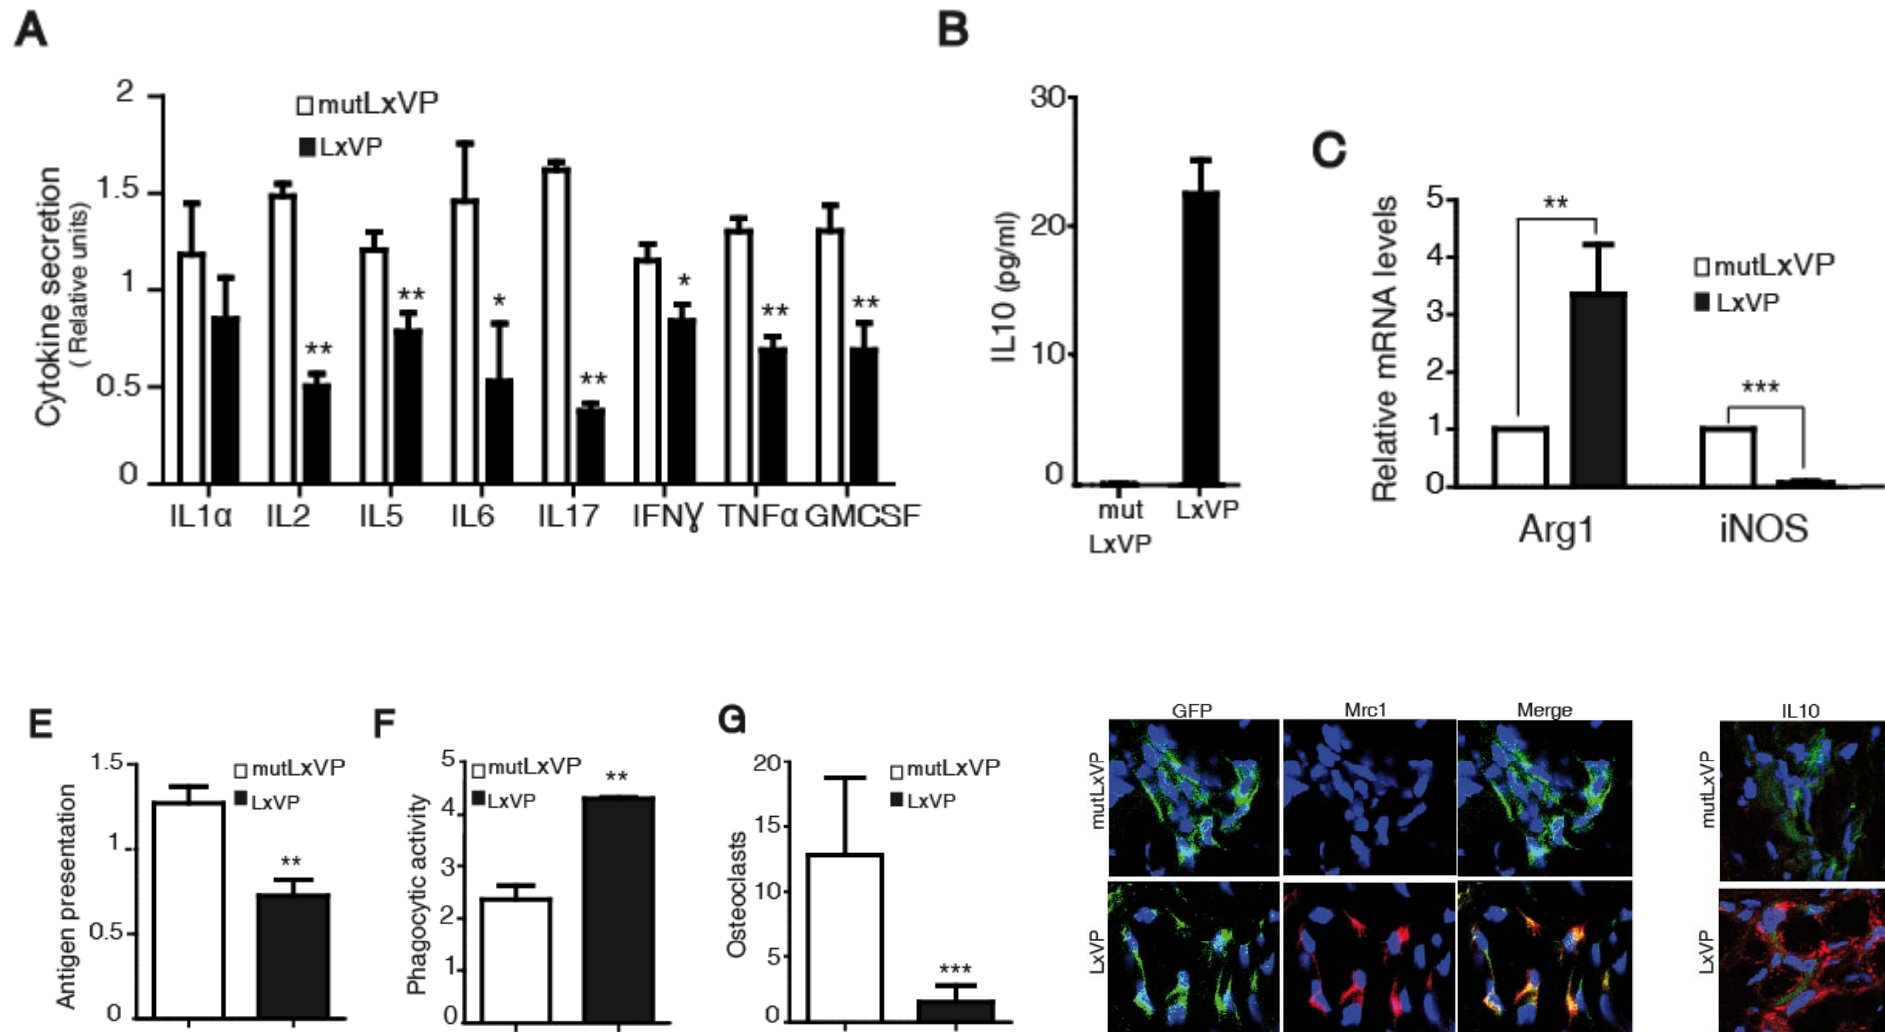 A
2
1.5
1
0.5
0
Cytokine secretion
( Relative units)
mutLxVP
LxVP
**
**
*
**
*
**
**
IL1α IL2 IL5 IL6 IL17 IFNɣ TNFα GMCSF
B
30
20
10
0
IL10 (pg/ml)
mut
LxVP
LxVP
C
5
4
3
2
1
0
Relative mRNA levels
**
***
mutLxVP
LxVP
Arg1 iNOS
E
1.5
1
0.5
0
Antigen presentation
mutLxVP
LxVP
**
F
5
4
3
2
1
0
Phagocytic activity
mutLxVP
LxVP
**
G
20
15
10
5
0
Osteoclasts
mutLxVP
LxVP
***
GFP Mrc1 Merge IL10
mutLxVP
LxVP
mutLxVP
LxVP